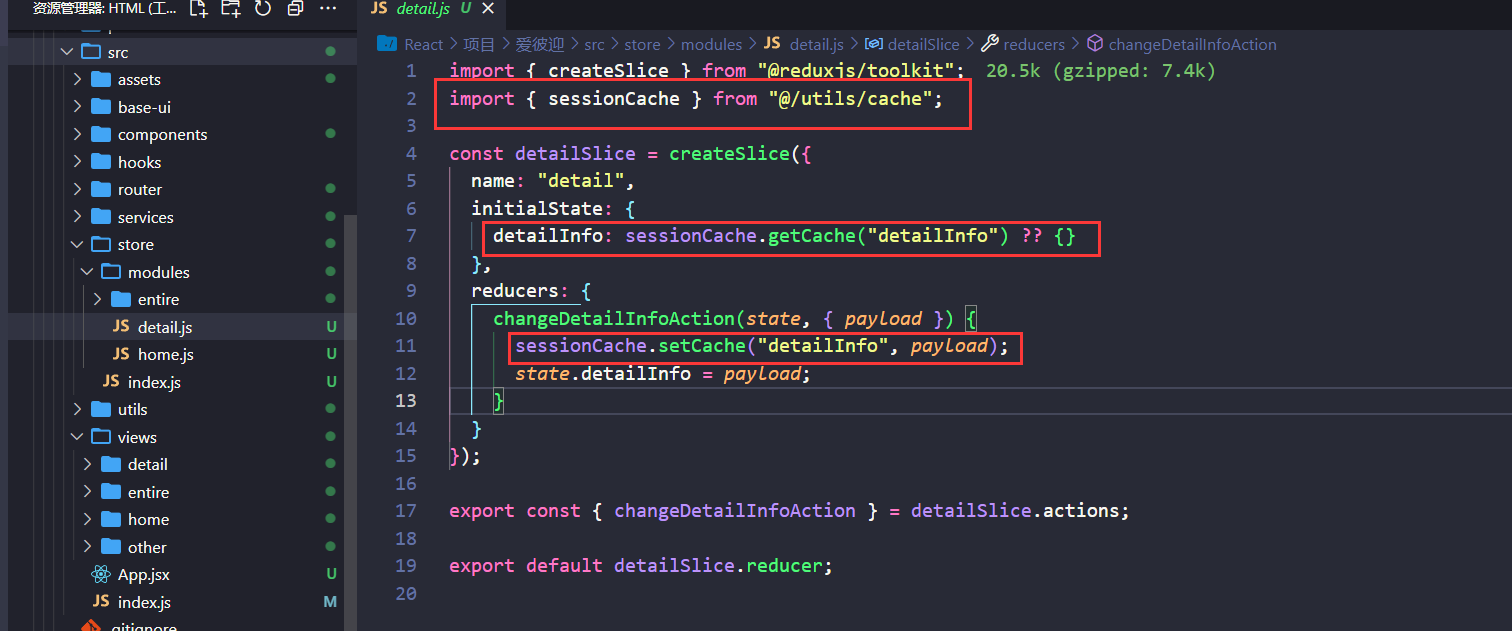 资源管理器: HTML (工...
src
assets
base-ui
components
hooks
router
services
store
modules
entire
JS detail.js U
JS home.js U
JS index.js U
utils
views
detail
entire
home
other
App.jsx U
JS index.js M
.gitignore
JS detail.js U ×
React > 项目 > 爱彼迎 > src > store > modules > JS detail.js > detailSlice > reducers > changeDetailInfoAction
1 import { createSlice } from "@reduxjs/toolkit"; 20.5k (gzipped: 7.4k)
2 import { sessionCache } from "@/utils/cache";
3
4 const detailSlice = createSlice({
5 name: "detail",
6 initialState: {
7 detailInfo: sessionCache.getCache("detailInfo") ?? {}
8 },
9 reducers: {
10 changeDetailInfoAction(state, { payload }) {
11 sessionCache.setCache("detailInfo", payload);
12 state.detailInfo = payload;
13 }
14 }
15 });
16
17 export const { changeDetailInfoAction } = detailSlice.actions;
18
19 export default detailSlice.reducer;
20